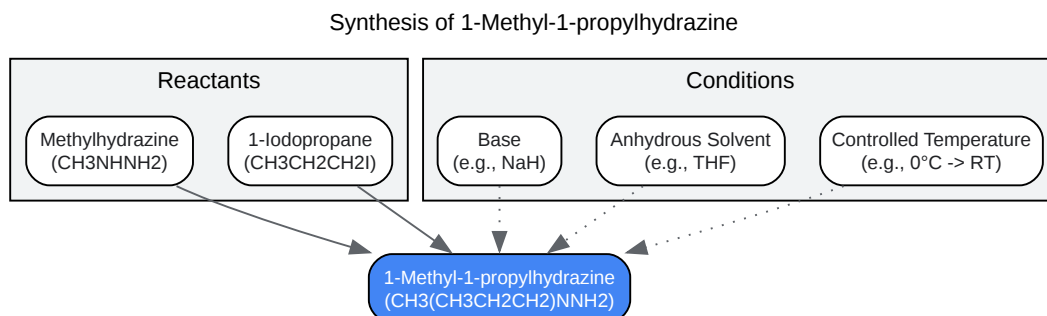 Synthesis of 1-Methyl-1-propylhydrazine
Reactants
Conditions
Methylhydrazine
(CH3NHNH2)
1-Iodopropane
(CH3CH2CH2I)
Base
(e.g., NaH)
Anhydrous Solvent
(e.g., THF)
Controlled Temperature
(e.g., 0°C -> RT)
1-Methyl-1-propylhydrazine
(CH3(CH3CH2CH2)NNH2)